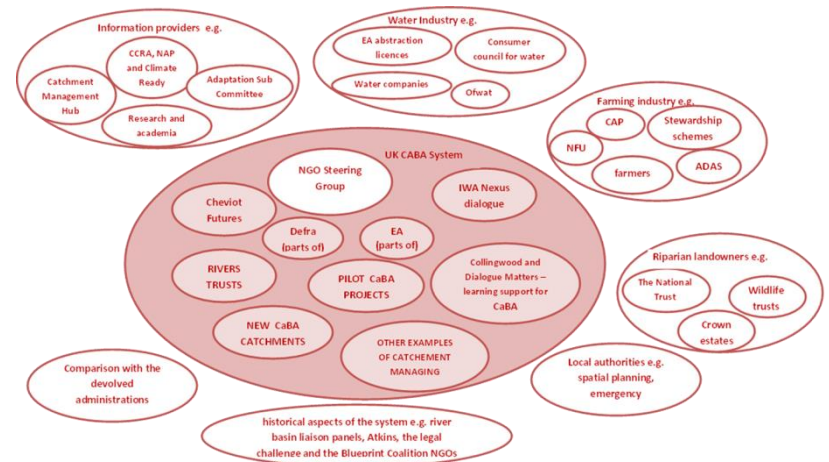 Information providers e.g.
CCRA, NAP
and Climate
Ready
Catchment
Management
Hub
Adaptation Sub
Committee
Research and
academia
Water Industry e.g.
EA abstraction
licences
Consumer
council for water
Water companies
Ofwat
Farming industry e.g.
CAP
Stewardship
schemes
NFU
farmers
ADAS
UK CABA System
NGO Steering
Group
IWA Nexus
dialogue
Cheviot
Futures
Defra
(parts of)
EA
(parts of)
RIVERS
TRUSTS
PILOT CaBA
PROJECTS
Collingwood and
Dialogue Matters –
learning support for
CaBA
NEW CaBA
CATCHMENTS
OTHER EXAMPLES
OF CATCHEMENT
MANAGING
Riparian landowners e.g.
The National
Trust
Wildlife
trusts
Crown
estates
Local authorities e.g.
spatial planning,
emergency
Comparison with the
devolved
administrations
historical aspects of the system e.g. river
basin liaison panels, Atkins, the legal
challenge and the Blueprint Coalition NGOs